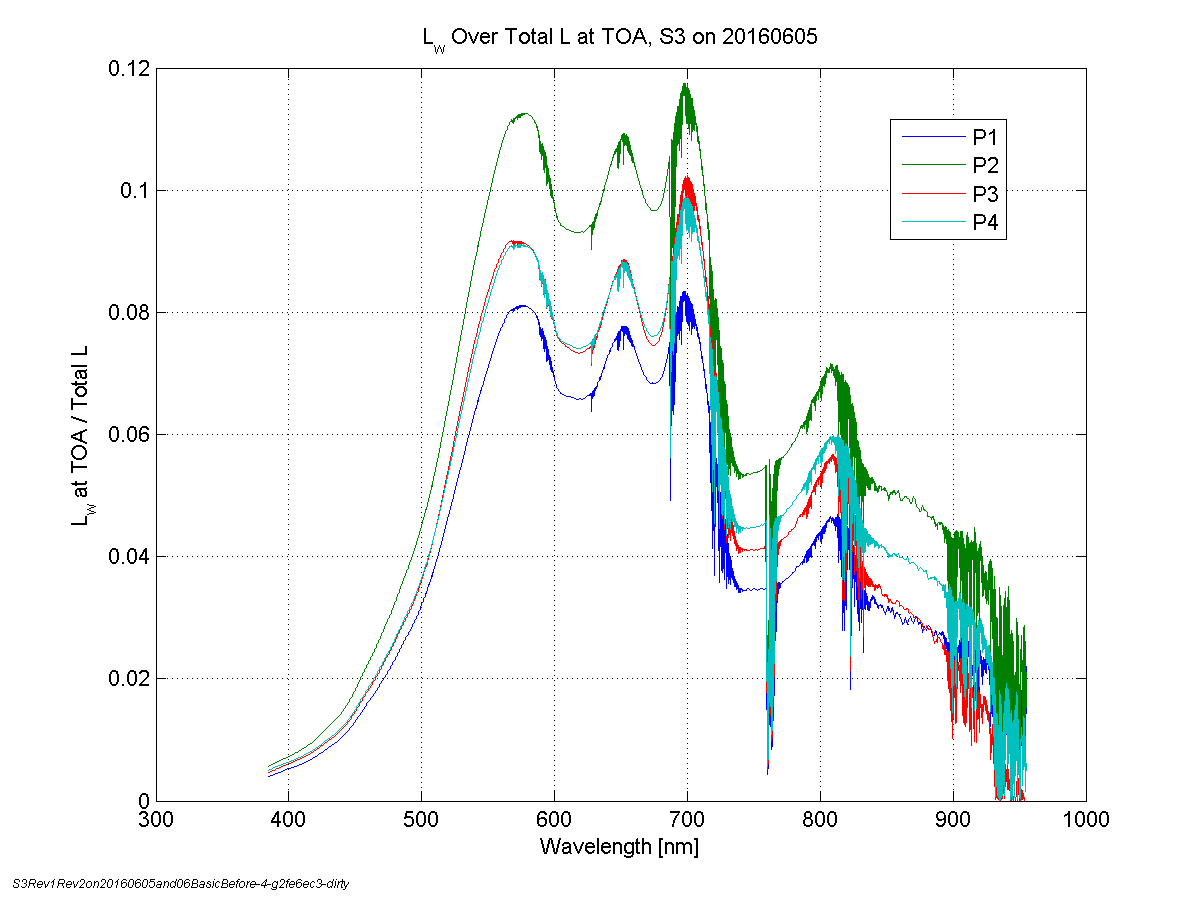 L_W Over Total L at TOA, S3 on 20160605
0.12
0.1
0.08
0.06
0.04
0.02
0
L_W at TOA / Total L
P1
P2
P3
P4
300 400 500 600 700 800 900 1000
Wavelength [nm]
S3Rev1Rev2on20160605and06BasicBefore-4-g2fe6ec3-dirty